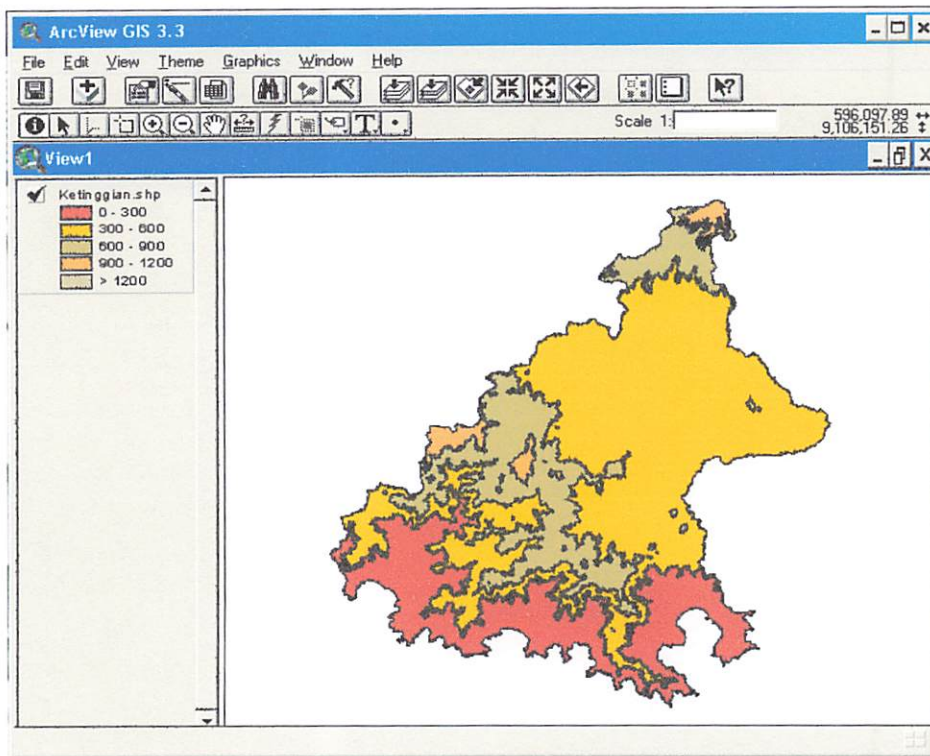 ArcView GIS 3.3
File Edit View Theme Graphics Window Help
Scale 1:
596,097.89
9,106,151.26
View1
Ketinggian.shp
0 - 300
300 - 600
600 - 900
900 - 1200
> 1200